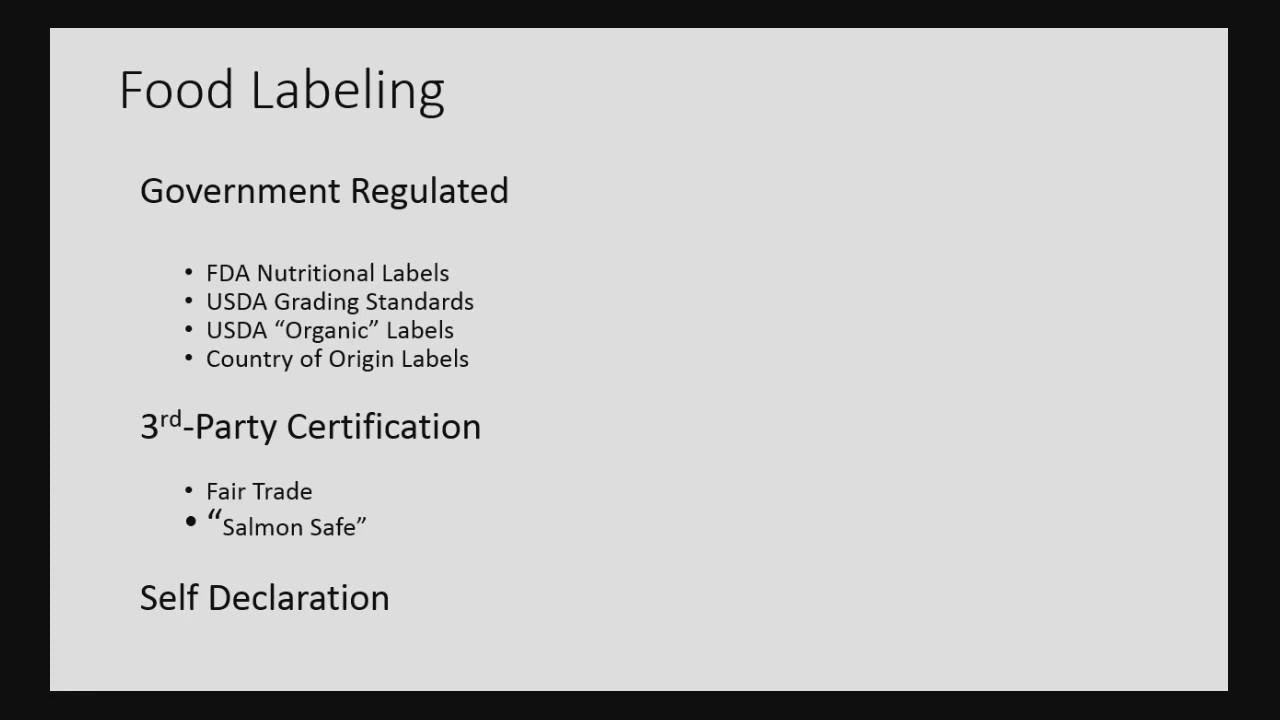 Food Labeling
Government Regulated
• FDA Nutritional Labels
• USDA Grading Standards
• USDA “Organic” Labels
• Country of Origin Labels
3rd-Party Certification
• Fair Trade
• “Salmon Safe”
Self Declaration